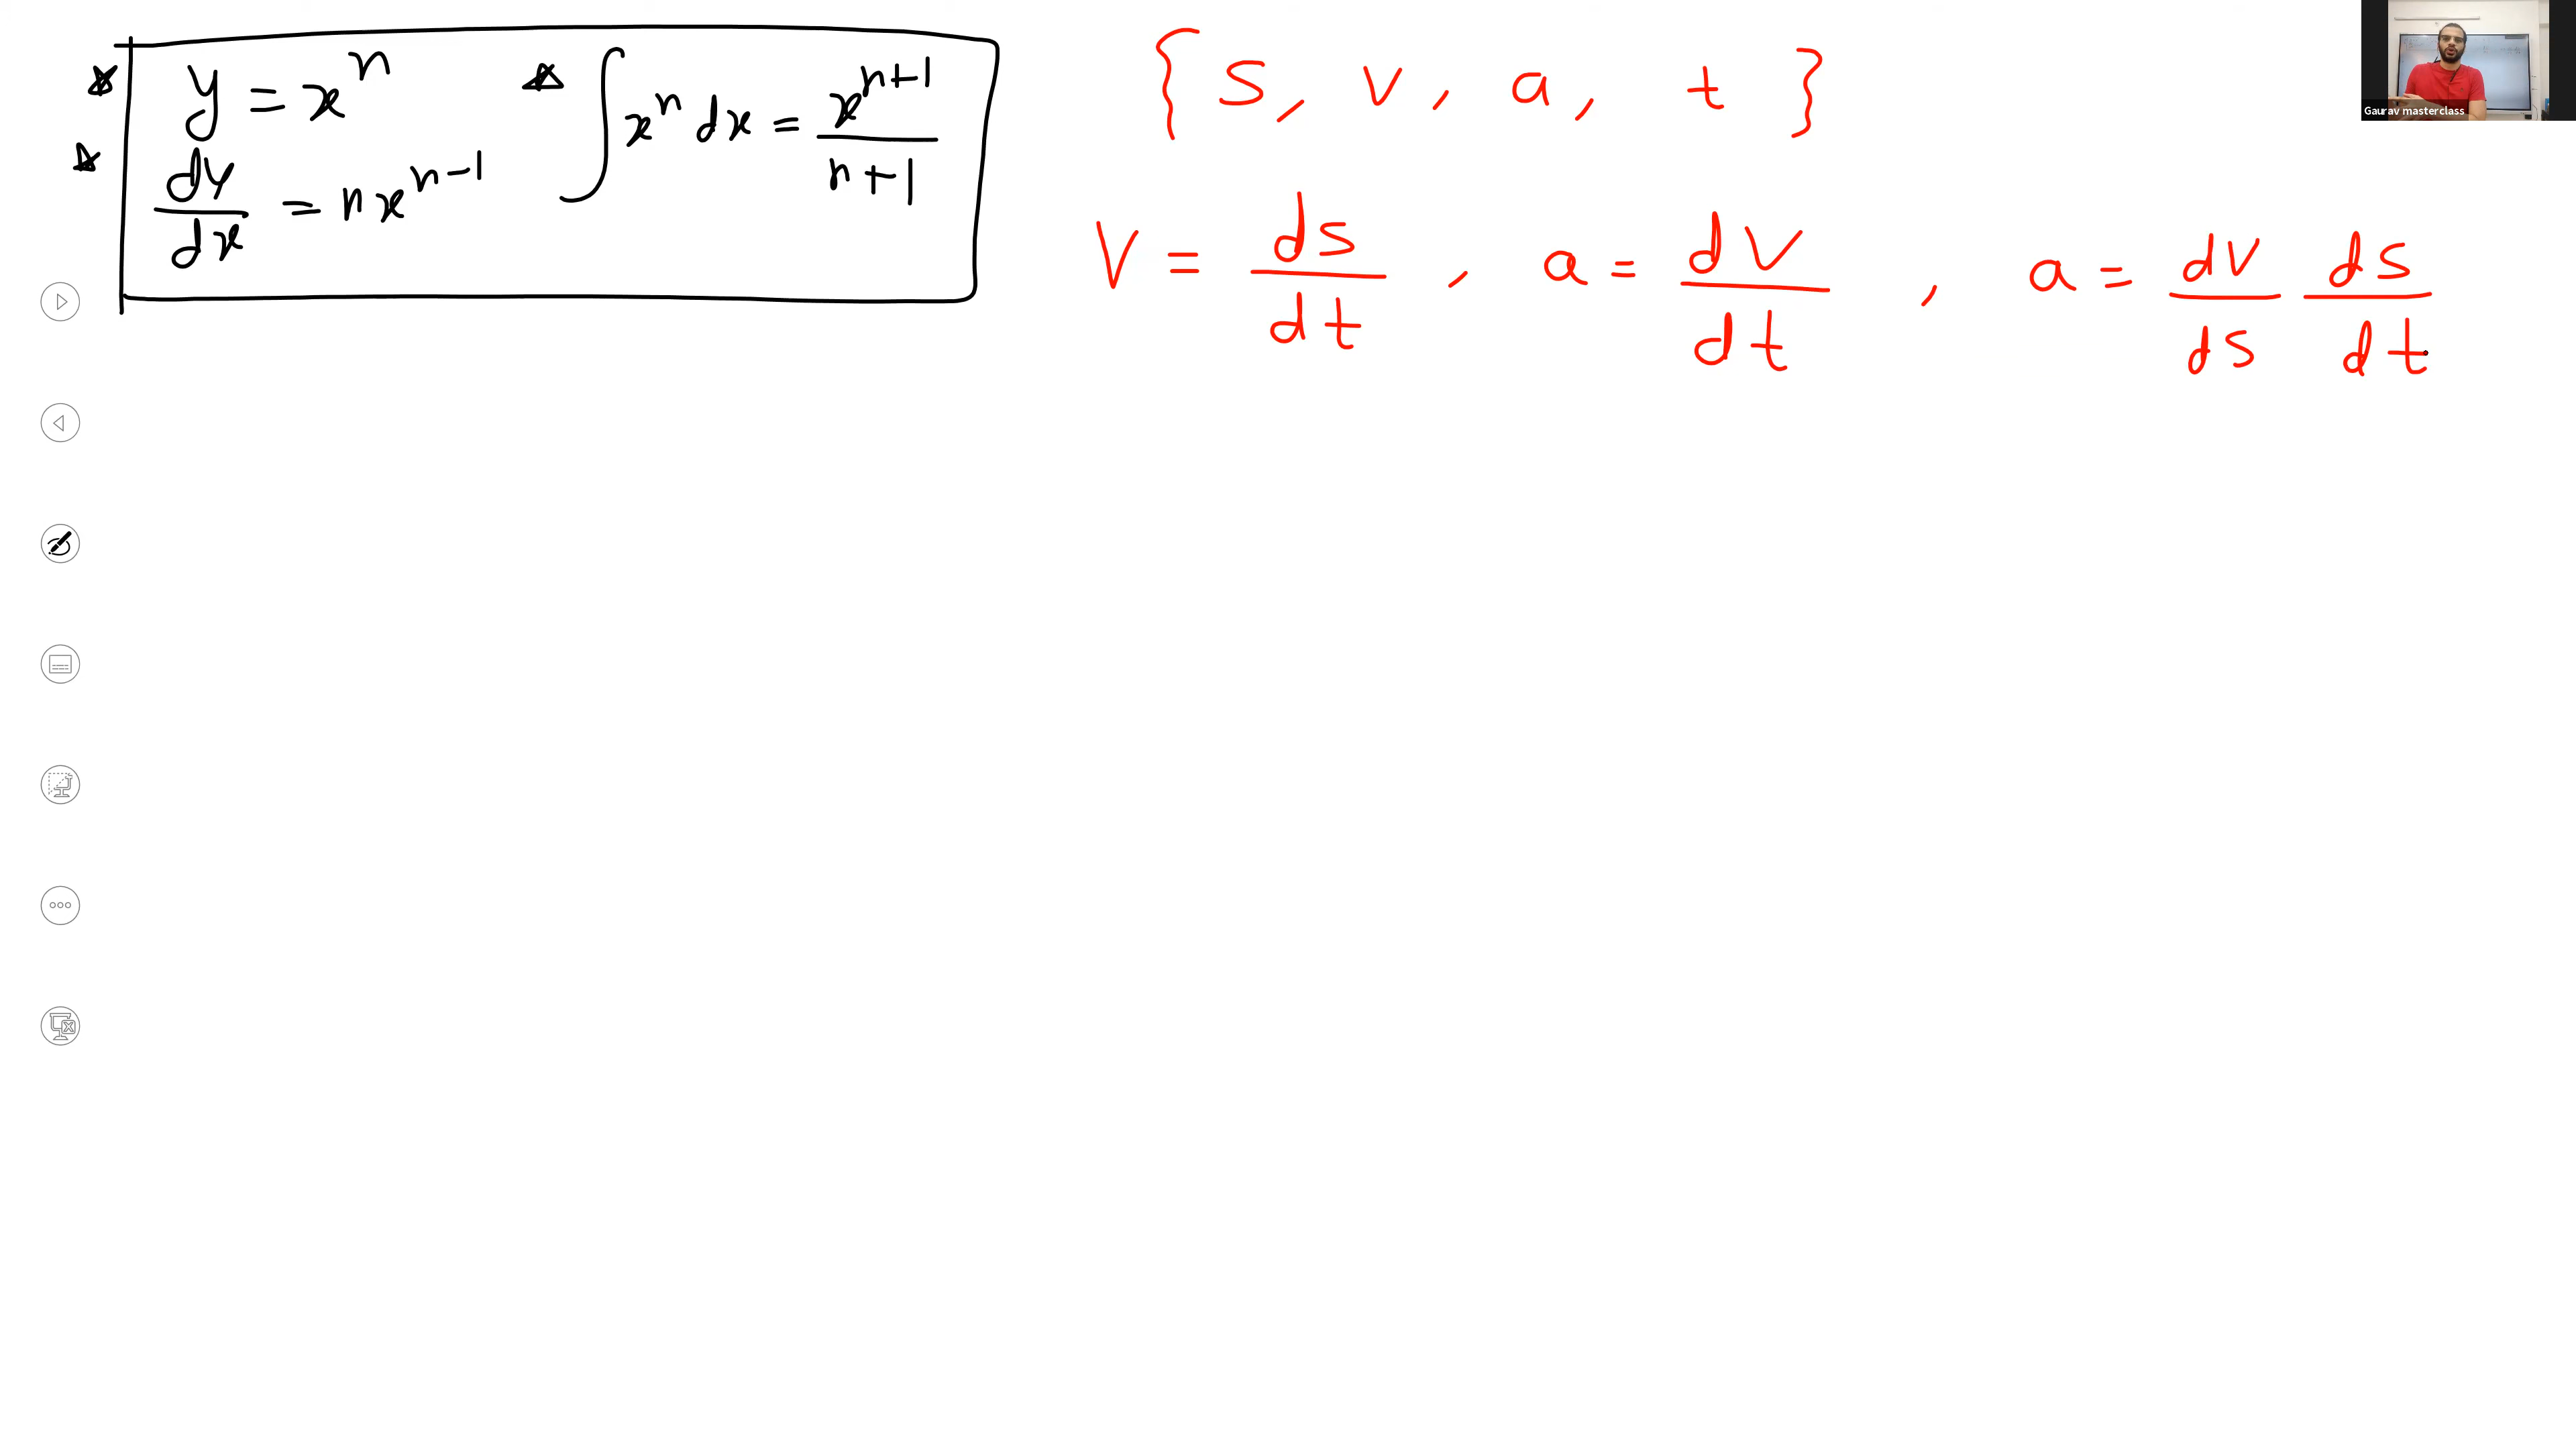 y = x^n
dy/dx = nx^(n-1)
∫ x^n dx = x^(n+1)/(n+1)
{ s, v, a, t }
V = ds/dt , a = dV/dt , a = dV/ds ds/dt
Gaurav masterclass